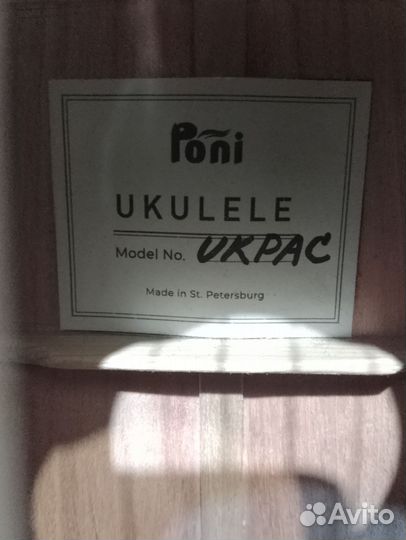 Poni
UKULELE
Model No. UKPAC
Made in St. Petersburg
Avito